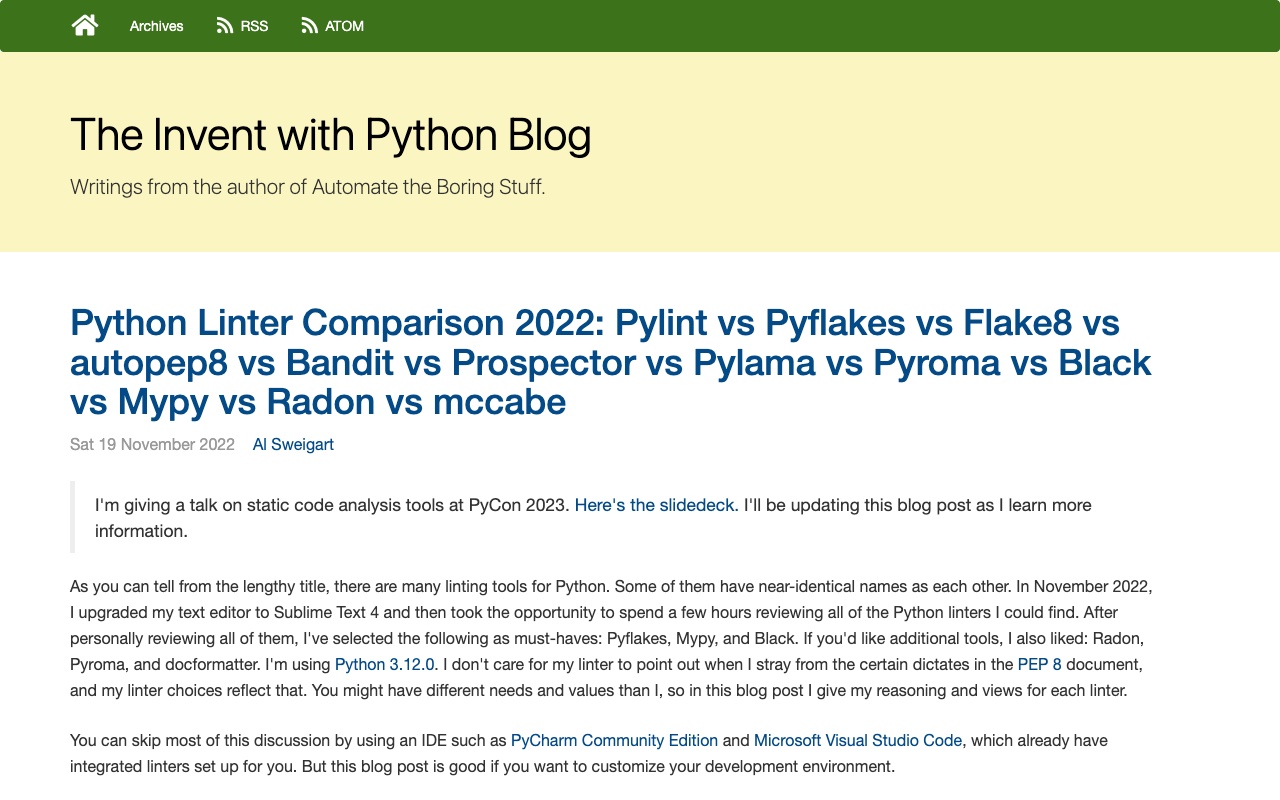 Archives RSS ATOM
The Invent with Python Blog
Writings from the author of Automate the Boring Stuff.
Python Linter Comparison 2022: Pylint vs Pyflakes vs Flake8 vs
autopep8 vs Bandit vs Prospector vs Pylama vs Pyroma vs Black
vs Mypy vs Radon vs mccabe
Sat 19 November 2022 Al Sweigart
I'm giving a talk on static code analysis tools at PyCon 2023. Here's the slidedeck. I'll be updating this blog post as I learn more
information.
As you can tell from the lengthy title, there are many linting tools for Python. Some of them have near-identical names as each other. In November 2022,
I upgraded my text editor to Sublime Text 4 and then took the opportunity to spend a few hours reviewing all of the Python linters I could find. After
personally reviewing all of them, I've selected the following as must-haves: Pyflakes, Mypy, and Black. If you'd like additional tools, I also liked: Radon,
Pyroma, and docformatter. I'm using Python 3.12.0. I don't care for my linter to point out when I stray from the certain dictates in the PEP 8 document,
and my linter choices reflect that. You might have different needs and values than I, so in this blog post I give my reasoning and views for each linter.
You can skip most of this discussion by using an IDE such as PyCharm Community Edition and Microsoft Visual Studio Code, which already have
integrated linters set up for you. But this blog post is good if you want to customize your development environment.